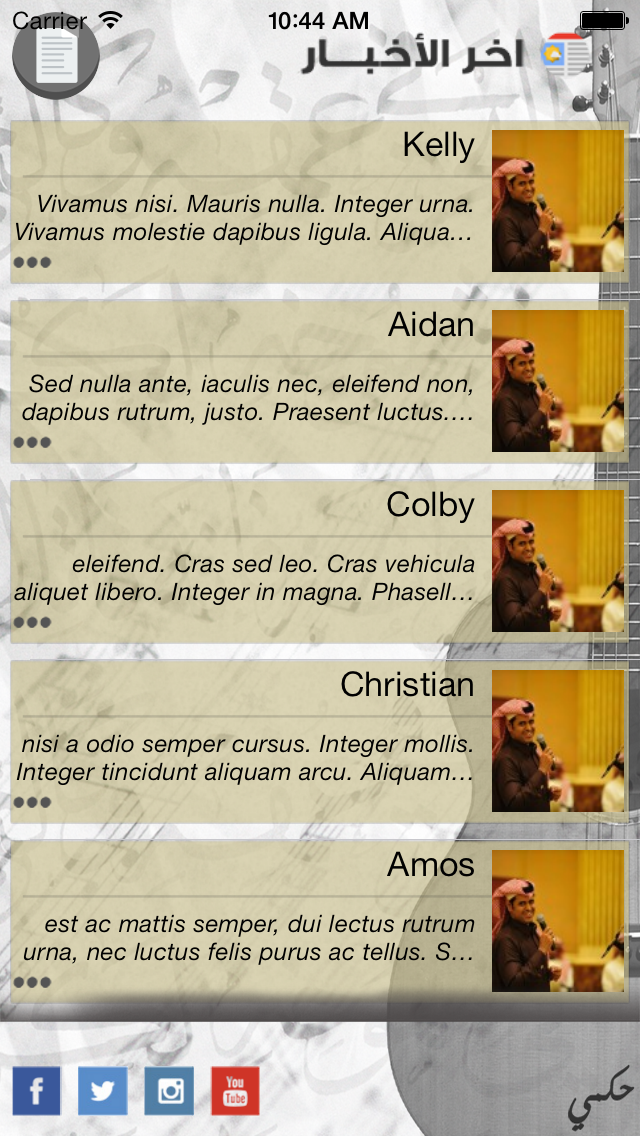 Carrier 10:44 AM
اخر الأخبـــار
Kelly
Vivamus nisi. Mauris nulla. Integer urna.
Vivamus molestie dapibus ligula. Aliqua...
Aidan
Sed nulla ante, iaculis nec, eleifend non,
dapibus rutrum, justo. Praesent luctus....
Colby
eleifend. Cras sed leo. Cras vehicula
aliquet libero. Integer in magna. Phasell...
Christian
nisi a odio semper cursus. Integer mollis.
Integer tincidunt aliquam arcu. Aliquam...
Amos
est ac mattis semper, dui lectus rutrum
urna, nec luctus felis purus ac tellus. S...
f
You
Tube
حكمي